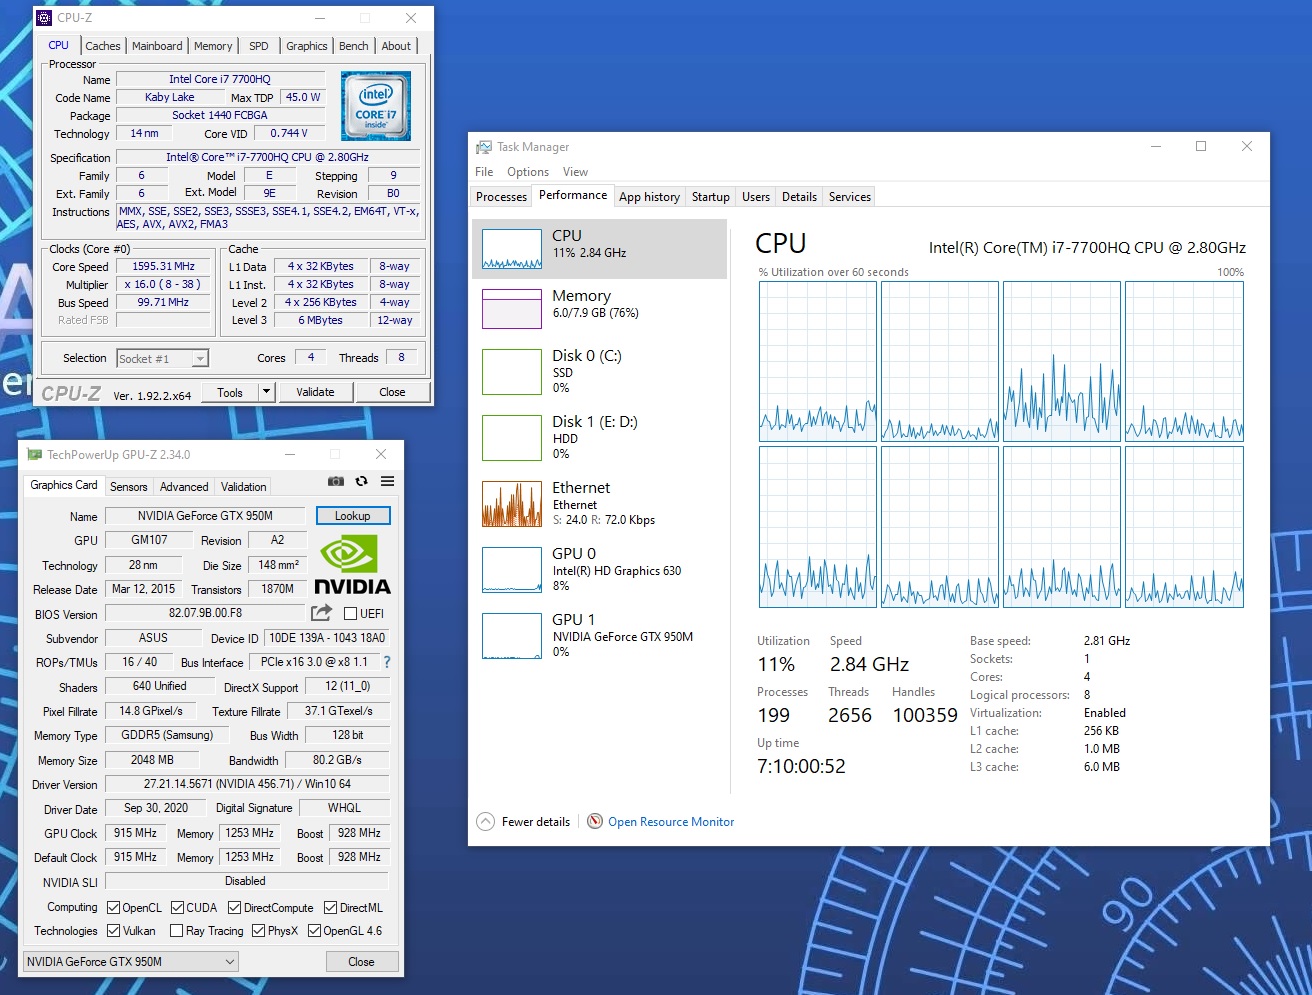 CPU-Z
CPU Caches Mainboard Memory SPD Graphics Bench About
Processor
Name Intel Core i7 7700HQ
Code Name Kaby Lake Max TDP 45.0 W
Package Socket 1440 FCBGA
Technology 14 nm Core VID 0.744 V
intel CORE i7 inside
Specification Intel® Core™ i7-7700HQ CPU @ 2.80GHz
Family 6 Model E Stepping 9
Ext. Family 6 Ext. Model 9E Revision B0
Instructions MMX, SSE, SSE2, SSE3, SSSE3, SSE4.1, SSE4.2, EM64T, VT-x,
AES, AVX, AVX2, FMA3
Clocks (Core #0) Cache
Core Speed 1595.31 MHz L1 Data 4 x 32 KBytes 8-way
Multiplier x 16.0 ( 8 - 38 ) L1 Inst. 4 x 32 KBytes 8-way
Bus Speed 99.71 MHz Level 2 4 x 256 KBytes 4-way
Rated FSB Level 3 6 MBytes 12-way
Selection Socket #1 Cores 4 Threads 8
CPU-Z Ver. 1.92.2.x64 Tools Validate Close
TechPowerUp GPU-Z 2.34.0
Graphics Card Sensors Advanced Validation
Name NVIDIA GeForce GTX 950M Lookup
GPU GM107 Revision A2
Technology 28 nm Die Size 148 mm²
Release Date Mar 12, 2015 Transistors 1870M
NVIDIA
BIOS Version 82.07.9B.00.F8 UEFI
Subvendor ASUS Device ID 10DE 139A - 1043 18A0
ROPs/TMUs 16 / 40 Bus Interface PCIe x16 3.0 @ x8 1.1 ?
Shaders 640 Unified DirectX Support 12 (11_0)
Pixel Fillrate 14.8 GPixel/s Texture Fillrate 37.1 GTexel/s
Memory Type GDDR5 (Samsung) Bus Width 128 bit
Memory Size 2048 MB Bandwidth 80.2 GB/s
Driver Version 27.21.14.5671 (NVIDIA 456.71) / Win10 64
Driver Date Sep 30, 2020 Digital Signature WHQL
GPU Clock 915 MHz Memory 1253 MHz Boost 928 MHz
Default Clock 915 MHz Memory 1253 MHz Boost 928 MHz
NVIDIA SLI Disabled
Computing OpenCL CUDA DirectCompute DirectML
Technologies Vulkan Ray Tracing PhysX OpenGL 4.6
NVIDIA GeForce GTX 950M Close
Task Manager
File Options View
Processes Performance App history Startup Users Details Services
CPU
11% 2.84 GHz
Memory
6.0/7.9 GB (76%)
Disk 0 (C:)
SSD
0%
Disk 1 (E: D:)
HDD
0%
Ethernet
Ethernet
S: 24.0 R: 72.0 Kbps
GPU 0
Intel(R) HD Graphics 630
8%
GPU 1
NVIDIA GeForce GTX 950M
0%
CPU Intel(R) Core(TM) i7-7700HQ CPU @ 2.80GHz
% Utilization over 60 seconds 100%
Utilization Speed
11% 2.84 GHz
Processes Threads Handles
199 2656 100359
Up time
7:10:00:52
Base speed: 2.81 GHz
Sockets: 1
Cores: 4
Logical processors: 8
Virtualization: Enabled
L1 cache: 256 KB
L2 cache: 1.0 MB
L3 cache: 6.0 MB
Fewer details Open Resource Monitor
90